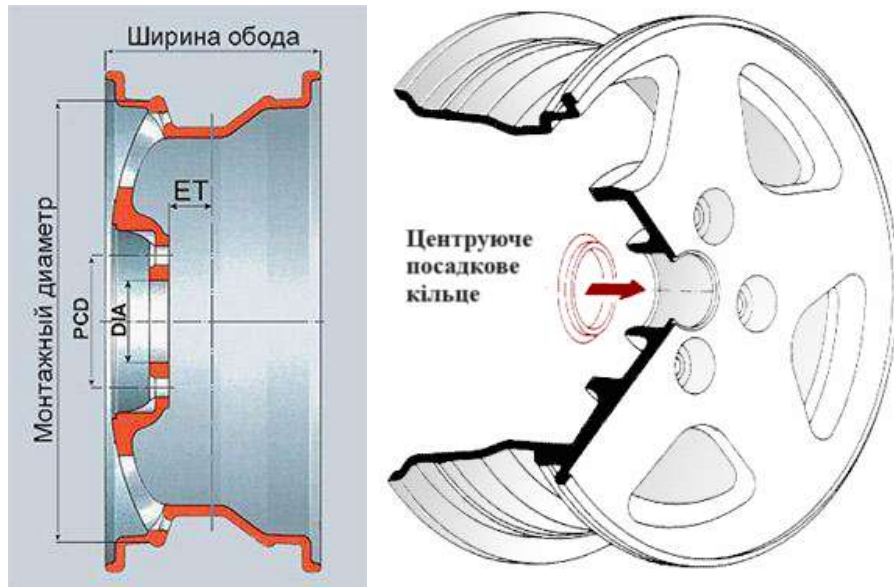 Ширина обода
ET
Монтажный диаметр
PCD
DIA
Центруюче
посадкове
кільце